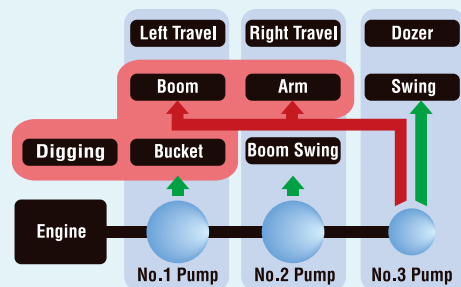 Left Travel
Right Travel
Dozer
Boom
Arm
Swing
Digging
Bucket
Boom Swing
Engine
No.1 Pump
No.2 Pump
No.3 Pump